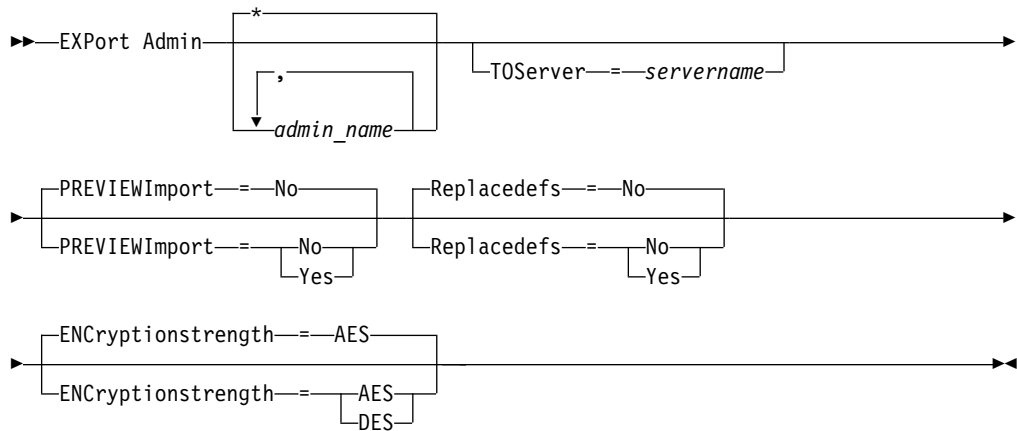 *
EXPort Admin
TOServer = servername
,
admin_name
PREVIEWImport = No
Replacedefs = No
PREVIEWImport = No
Yes
Replacedefs = No
Yes
ENCryptionstrength = AES
ENCryptionstrength = AES
DES